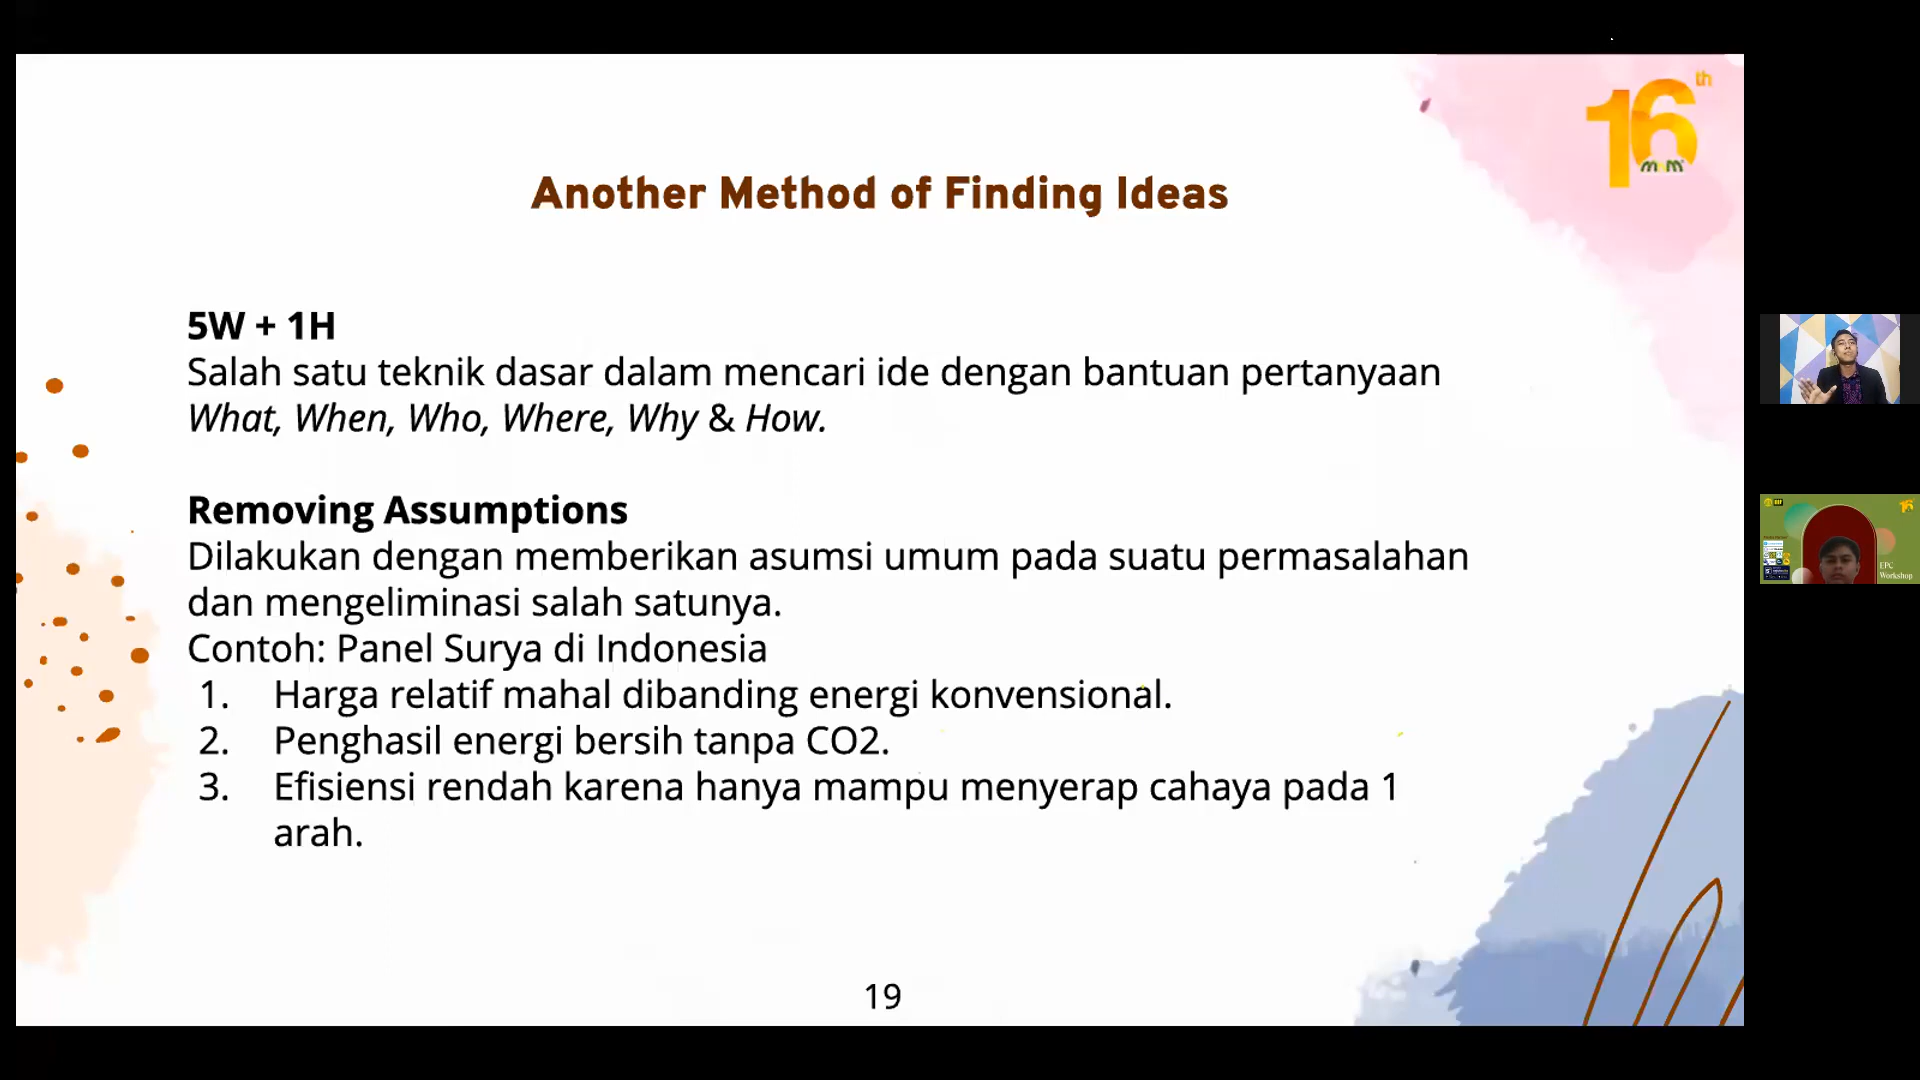 16th
Another Method of Finding Ideas
5W + 1H
Salah satu teknik dasar dalam mencari ide dengan bantuan pertanyaan
What, When, Who, Where, Why & How.
Removing Assumptions
Dilakukan dengan memberikan asumsi umum pada suatu permasalahan
dan mengeliminasi salah satunya.
Contoh: Panel Surya di Indonesia
1. Harga relatif mahal dibanding energi konvensional.
2. Penghasil energi bersih tanpa CO2.
3. Efisiensi rendah karena hanya mampu menyerap cahaya pada 1
arah.
19
16
EPC
Workshop